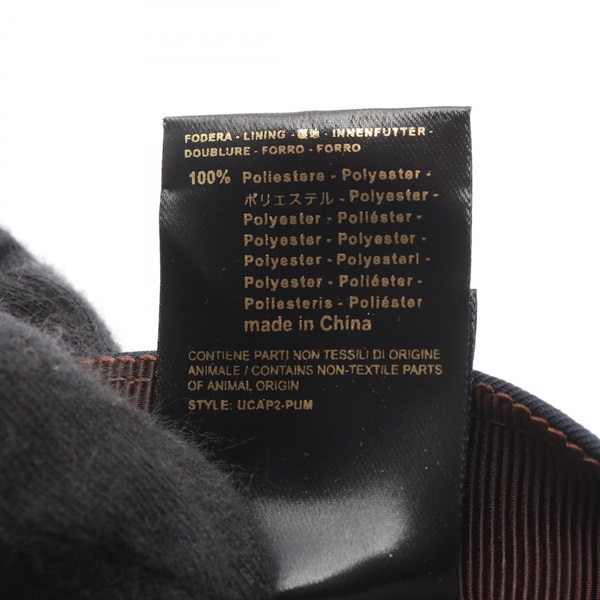 FODERA - LINING - 裏地 - INNENFUTTER -
DOUBLURE - FORRO - FORRO
100% Poliestere - Polyester -
ポリエステル - Polyester -
Polyester - Poliéster -
Polyester - Polyester -
Polyester - Polyesteri -
Polyester - Poliéster -
Poliesteris - Poliéster
made in China
CONTIENE PARTI NON TESSILI DI ORIGINE
ANIMALE / CONTAINS NON-TEXTILE PARTS
OF ANIMAL ORIGIN
STYLE: UCAP2-PUM